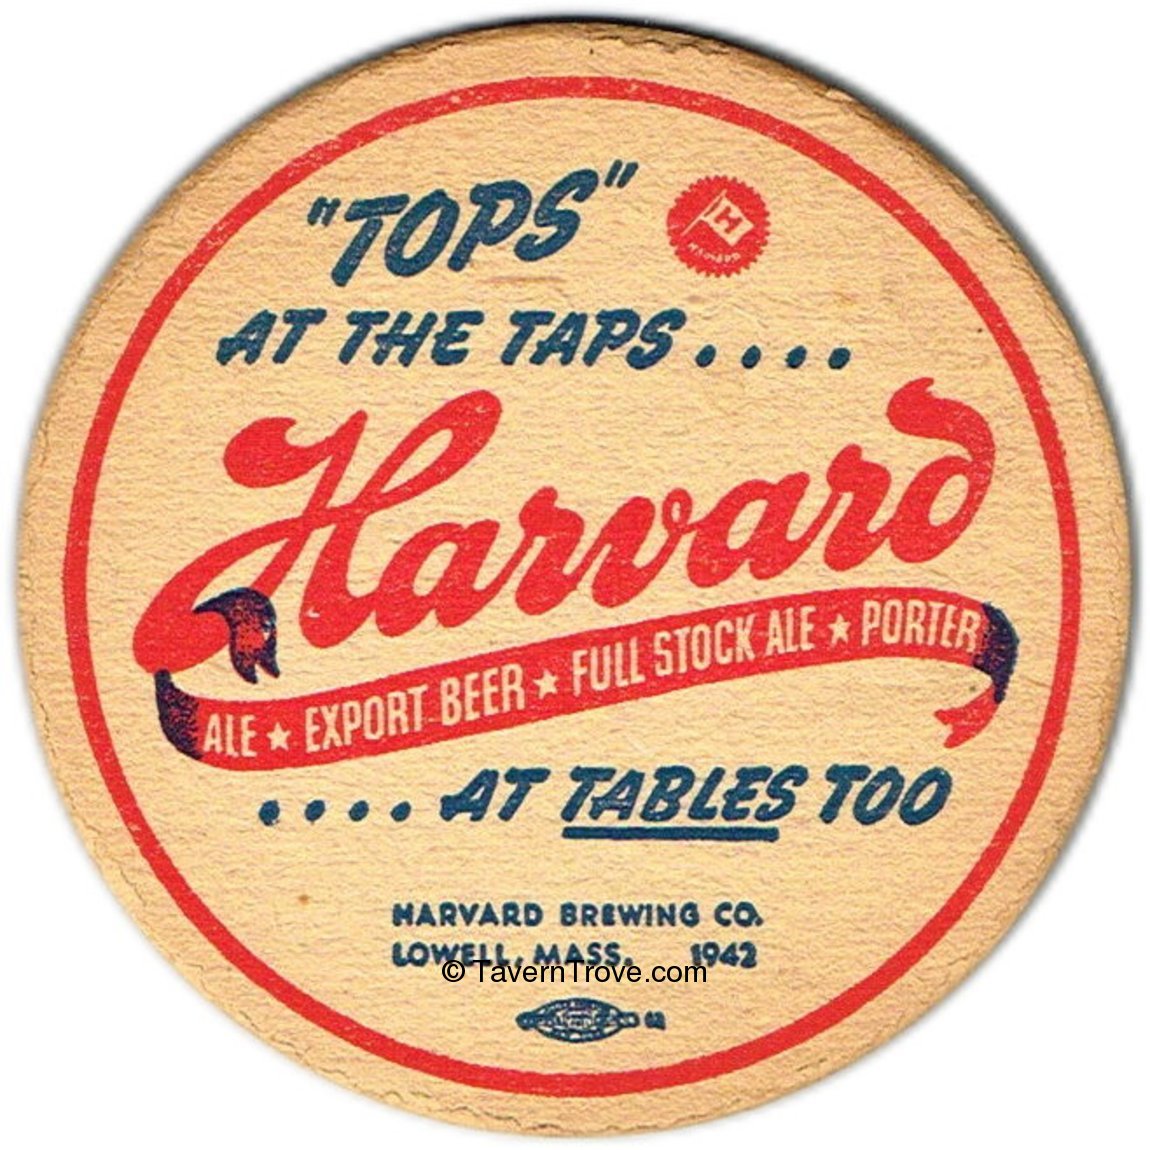 "TOPS"
H
HARVARD
AT THE TAPS....
Harvard
ALE ★ EXPORT BEER ★ FULL STOCK ALE ★ PORTER
....AT TABLES TOO
HARVARD BREWING CO.
LOWELL, MASS. 1942
© TavernTrove.com